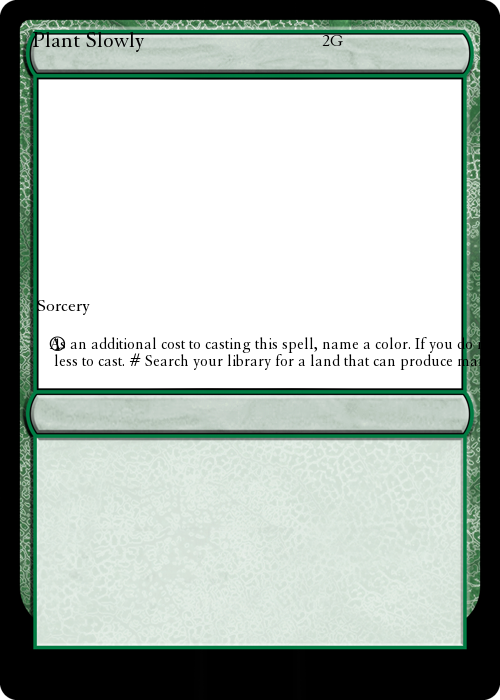 Plant Slowly 2G
Sorcery
As an additional cost to casting this spell, name a color. If you do
less to cast. # Search your library for a land that can produce